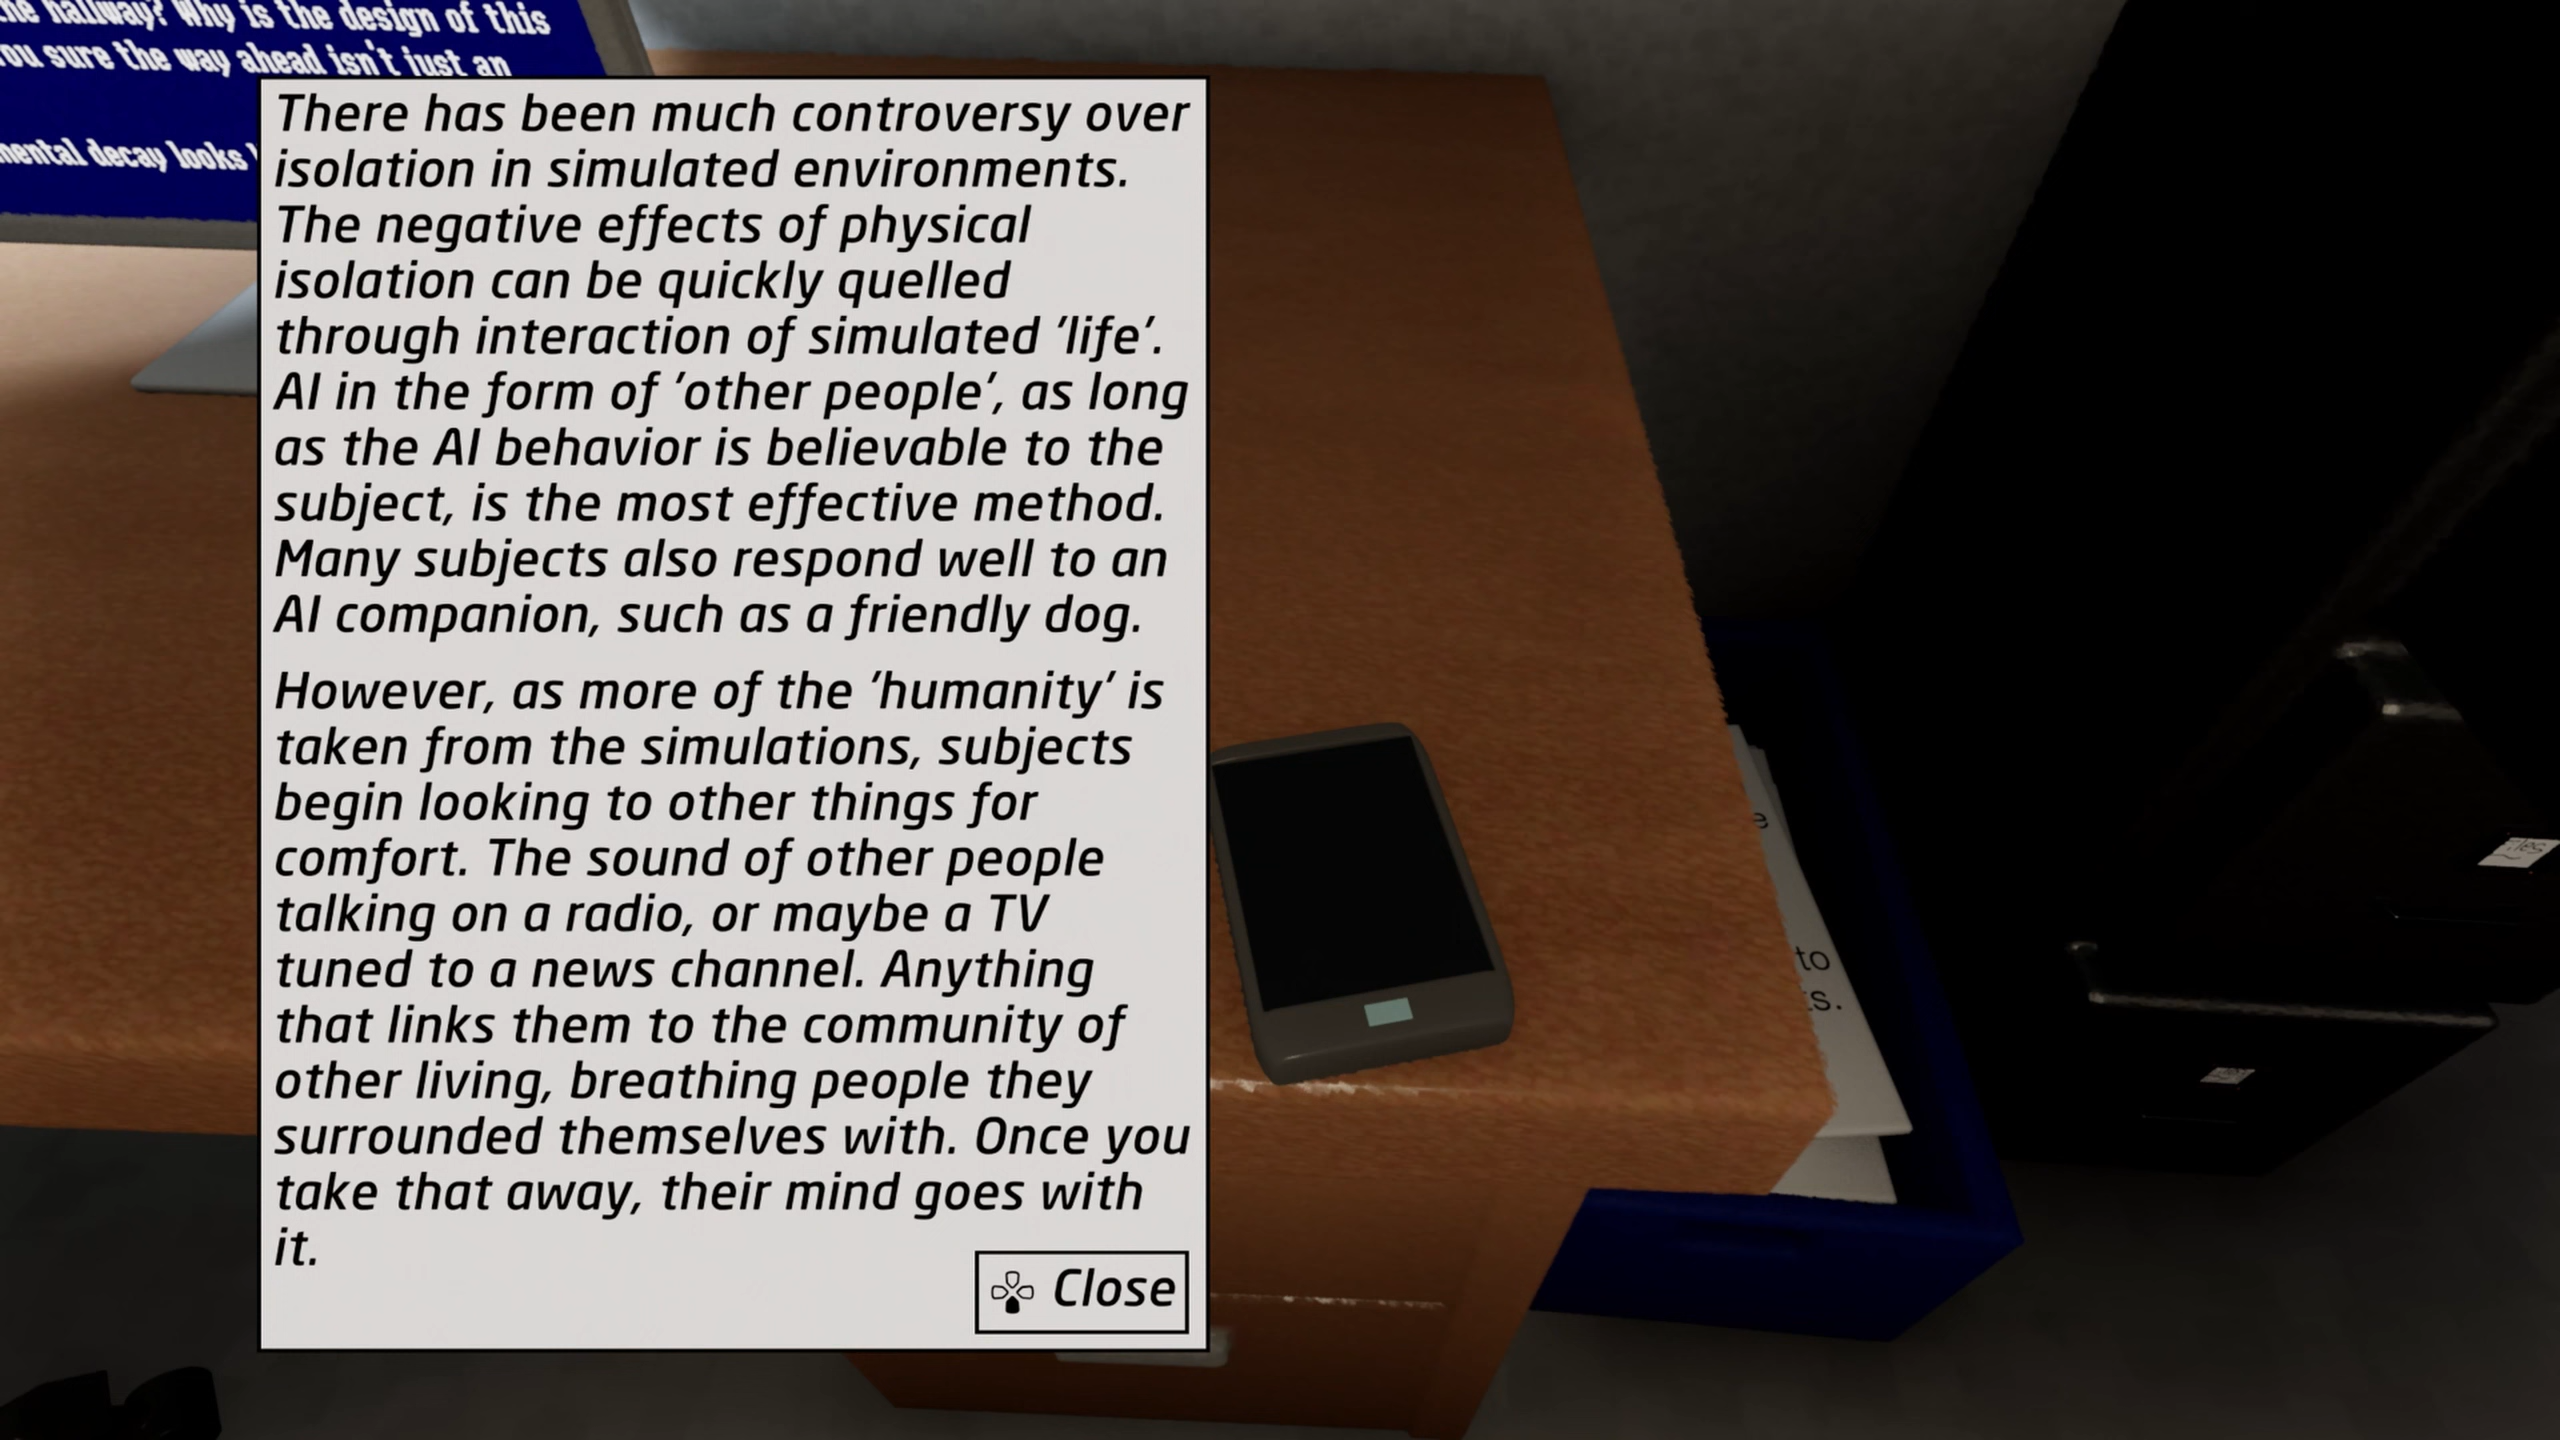 the hallway? Why is the design of this
you sure the way ahead isn't just an
mental decay looks
There has been much controversy over
isolation in simulated environments.
The negative effects of physical
isolation can be quickly quelled
through interaction of simulated 'life'.
AI in the form of 'other people', as long
as the AI behavior is believable to the
subject, is the most effective method.
Many subjects also respond well to an
AI companion, such as a friendly dog.
However, as more of the 'humanity' is
taken from the simulations, subjects
begin looking to other things for
comfort. The sound of other people
talking on a radio, or maybe a TV
tuned to a news channel. Anything
that links them to the community of
other living, breathing people they
surrounded themselves with. Once you
take that away, their mind goes with
it.
Close
to